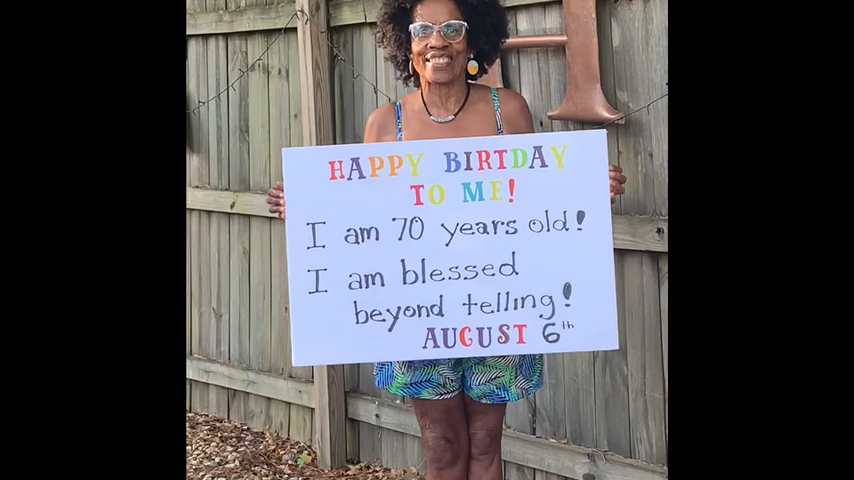 HAPPY BIRTDAY
TO ME!
I am 70 years old!
I am blessed
beyond telling!
AUGUST 6th